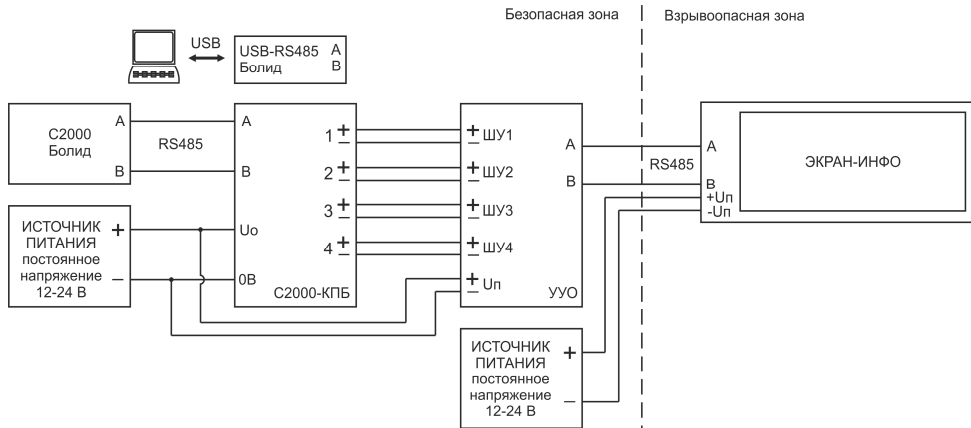 Безопасная зона
Взрывоопасная зона
USB
USB-RS485 A
Болид B
C2000
Болид
A
B
RS485
A
B
Uo
0В
1 +
−
2 +
−
3 +
−
4 +
−
С2000-КПБ
+
− ШУ1
+
− ШУ2
+
− ШУ3
+
− ШУ4
+
− Uп
A
B
УУО
RS485
A
B
+Uп
-Uп
ЭКРАН-ИНФО
ИСТОЧНИК
ПИТАНИЯ
постоянное
напряжение
12-24 В
+
−
ИСТОЧНИК
ПИТАНИЯ
постоянное
напряжение
12-24 В
+
−